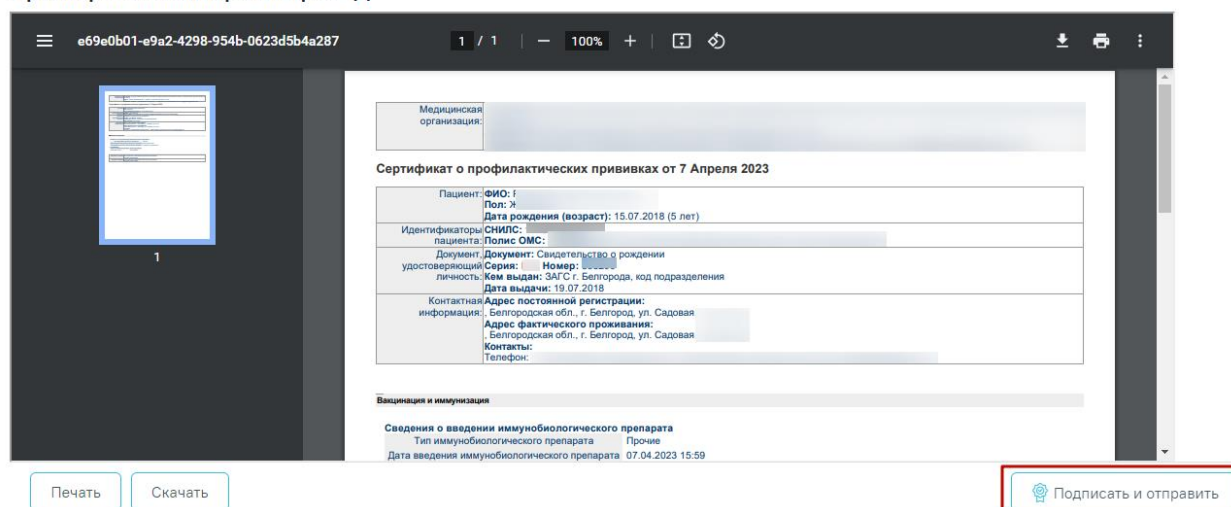 e69e0b01-e9a2-4298-954b-0623d5b4a287
1 / 1
100%
1
Медицинская
организация:
Сертификат о профилактических прививках от 7 Апреля 2023
Пациент: ФИО:
Пол: Ж
Дата рождения (возраст): 15.07.2018 (5 лет)
Идентификаторы СНИЛС:
пациента: Полис ОМС:
Документ, Документ: Свидетельство о рождении
удостоверяющий Серия: Номер:
личность: Кем выдан: ЗАГС г. Белгорода, код подразделения
Дата выдачи: 19.07.2018
Контактная Адрес постоянной регистрации:
информация: , Белгородская обл., г. Белгород, ул. Садовая
Адрес фактического проживания:
, Белгородская обл., г. Белгород, ул. Садовая
Контакты:
Телефон:
Вакцинация и иммунизация
Сведения о введении иммунобиологического препарата
Тип иммунобиологического препарата Прочие
Дата введения иммунобиологического препарата 07.04.2023 15:59
Печать
Скачать
Подписать и отправить